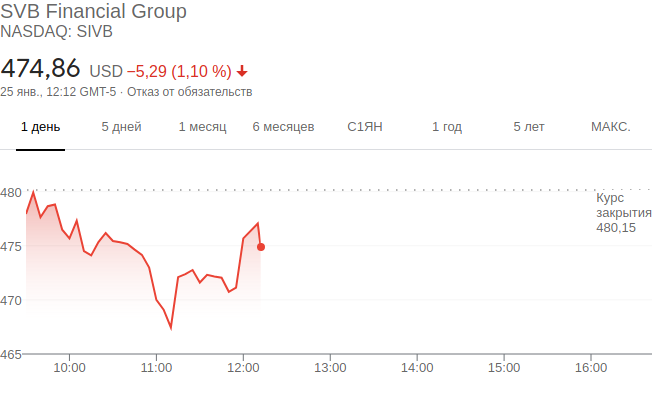 SVB Financial Group
NASDAQ: SIVB
474,86 USD −5,29 (1,10 %)
25 янв., 12:12 GMT-5 · Отказ от обязательств
1 день 5 дней 1 месяц 6 месяцев С1ЯН 1 год 5 лет МАКС.
480
Курс
закрытия
480,15
475
470
465
10:00 11:00 12:00 13:00 14:00 15:00 16:00